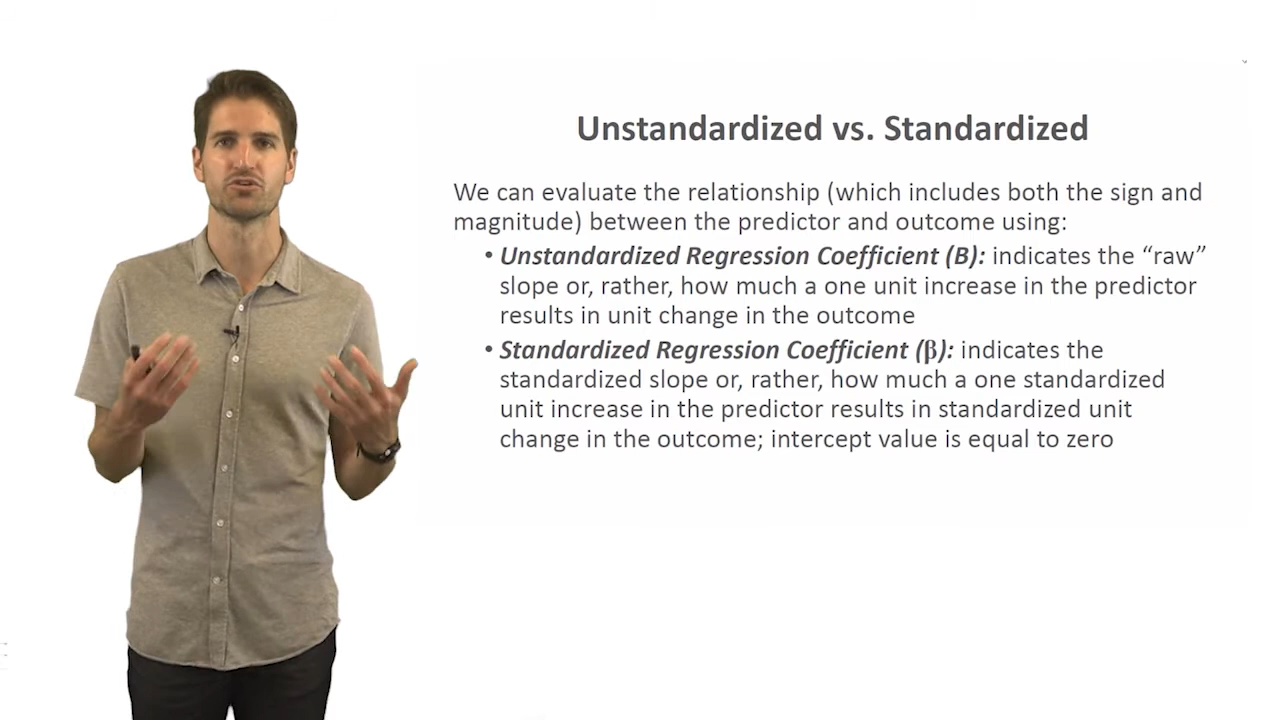 Unstandardized vs. Standardized
We can evaluate the relationship (which includes both the sign and
magnitude) between the predictor and outcome using:
• Unstandardized Regression Coefficient (B): indicates the “raw”
slope or, rather, how much a one unit increase in the predictor
results in unit change in the outcome
• Standardized Regression Coefficient (β): indicates the
standardized slope or, rather, how much a one standardized
unit increase in the predictor results in standardized unit
change in the outcome; intercept value is equal to zero